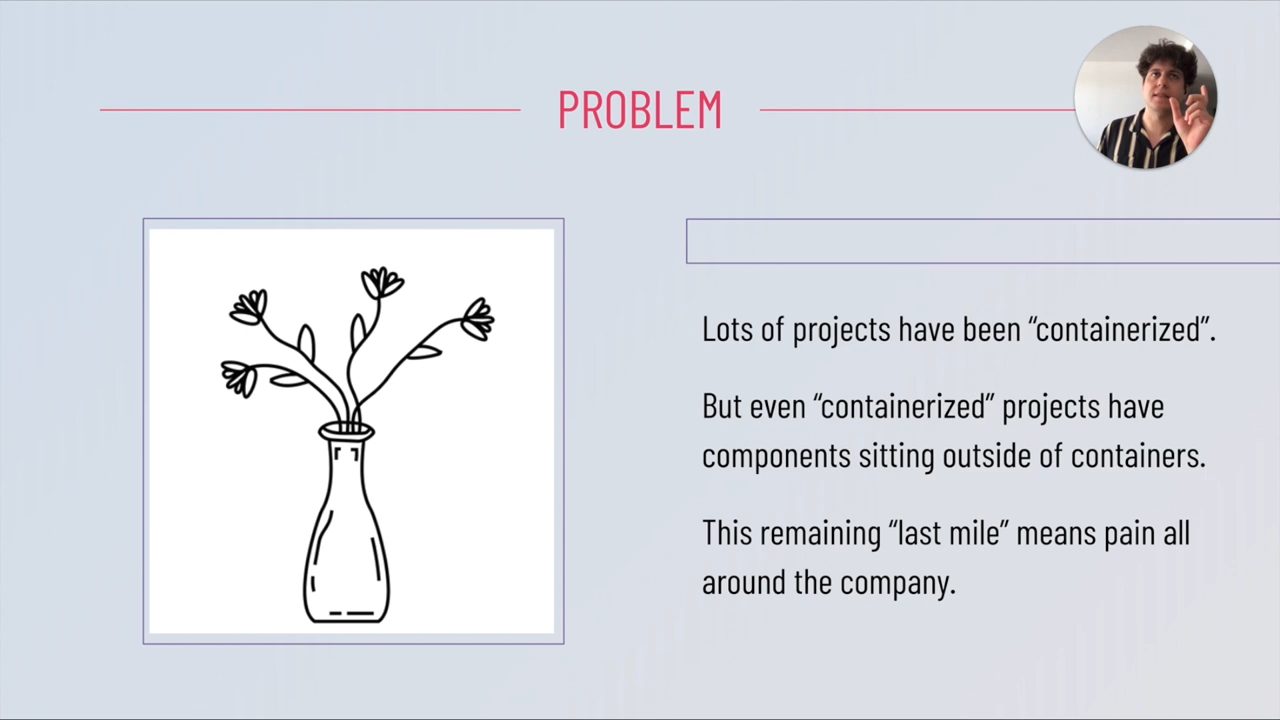 PROBLEM
Lots of projects have been “containerized”.
But even “containerized” projects have
components sitting outside of containers.
This remaining “last mile” means pain all
around the company.